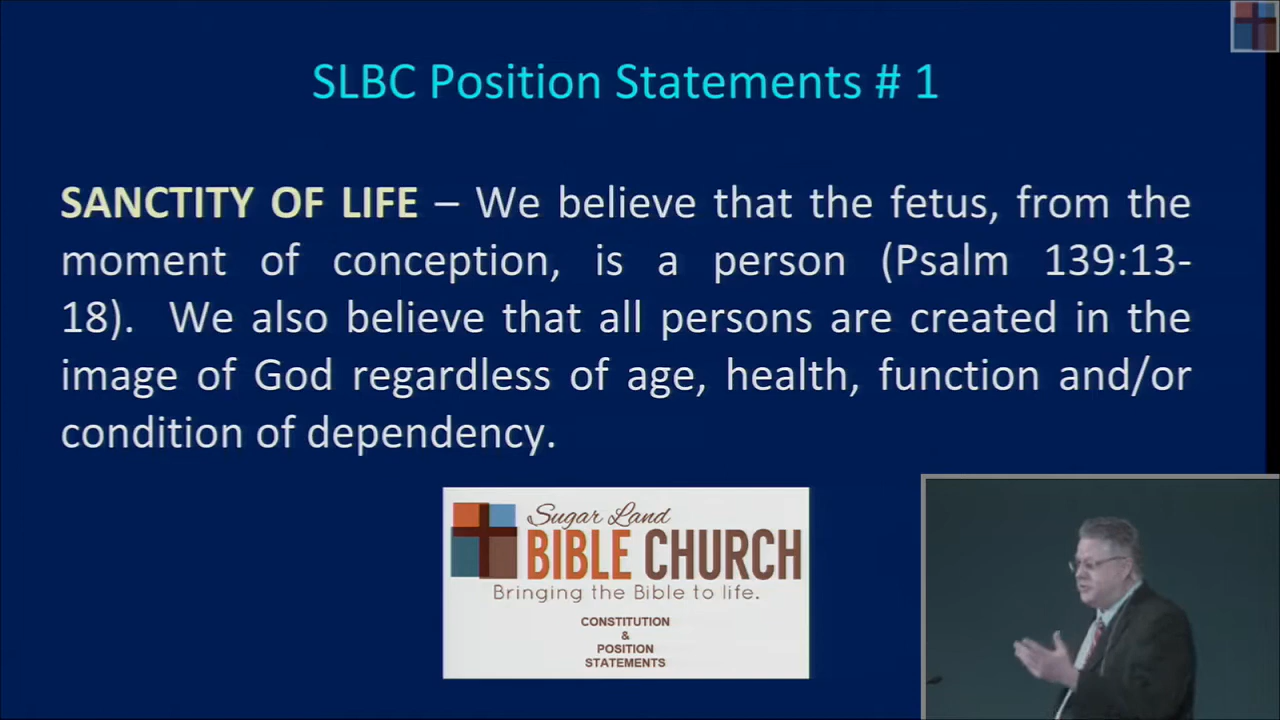 SLBC Position Statements # 1
SANCTITY OF LIFE – We believe that the fetus, from the
moment of conception, is a person (Psalm 139:13-
18). We also believe that all persons are created in the
image of God regardless of age, health, function and/or
condition of dependency.
Sugar Land
BIBLE CHURCH
Bringing the Bible to life.
CONSTITUTION
&
POSITION
STATEMENTS